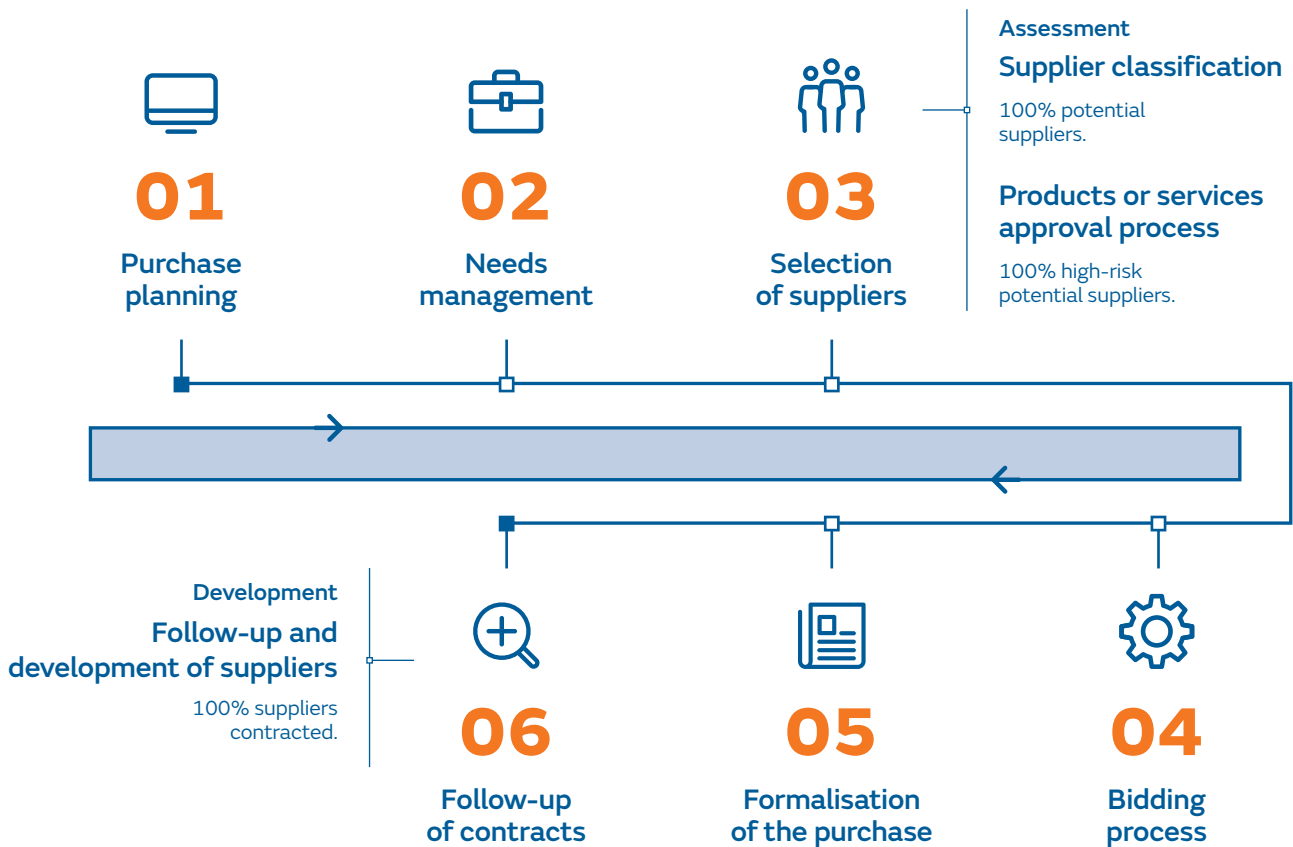 01
Purchase
planning
02
Needs
management
03
Selection
of suppliers
Assessment
Supplier classification
100% potential
suppliers.
Products or services
approval process
100% high-risk
potential suppliers.
Development
Follow-up and
development of suppliers
100% suppliers
contracted.
06
Follow-up
of contracts
05
Formalisation
of the purchase
04
Bidding
process